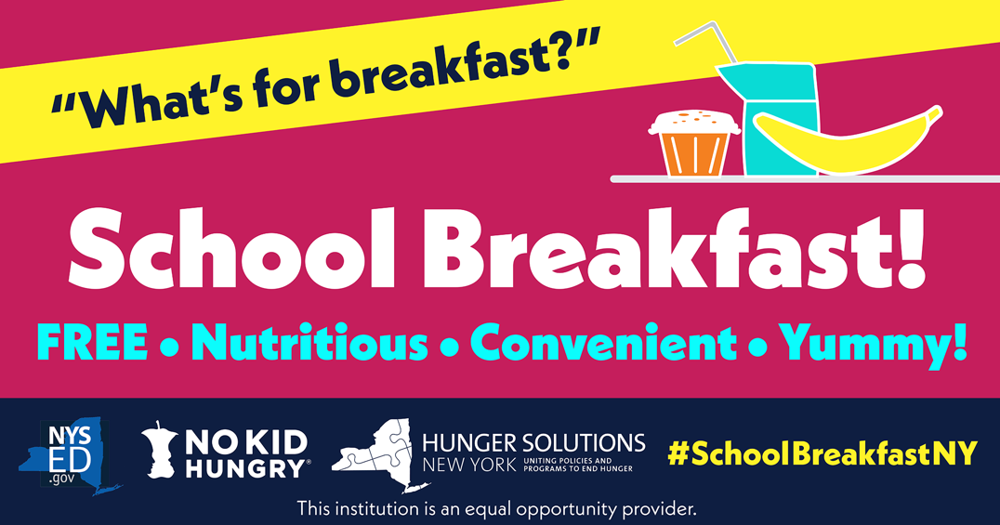 “What’s for breakfast?”
School Breakfast!
FREE • Nutritious • Convenient • Yummy!
NYS
ED
.gov
NO KID
HUNGRY®
HUNGER SOLUTIONS
NEW YORK UNITING POLICIES AND
PROGRAMS TO END HUNGER
#SchoolBreakfastNY
This institution is an equal opportunity provider.